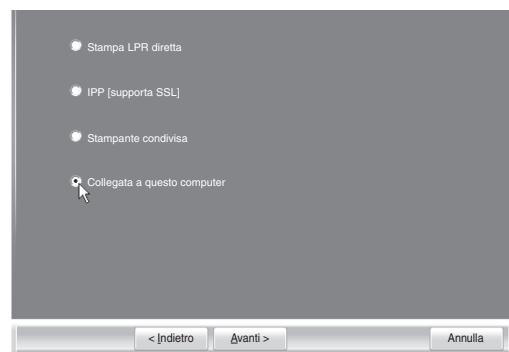 Stampa LPR diretta
IPP [supporta SSL]
Stampante condivisa
Collegata a questo computer
< Indietro Avanti > Annulla